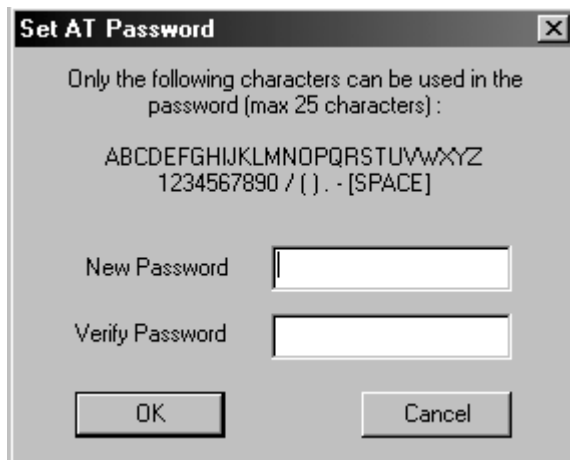 Set AT Password
Only the following characters can be used in the
password (max 25 characters) :
ABCDEFGHIJKLMNOPQRSTUVWXYZ
1234567890 / ( ) . - [SPACE]
New Password
Verify Password
OK Cancel